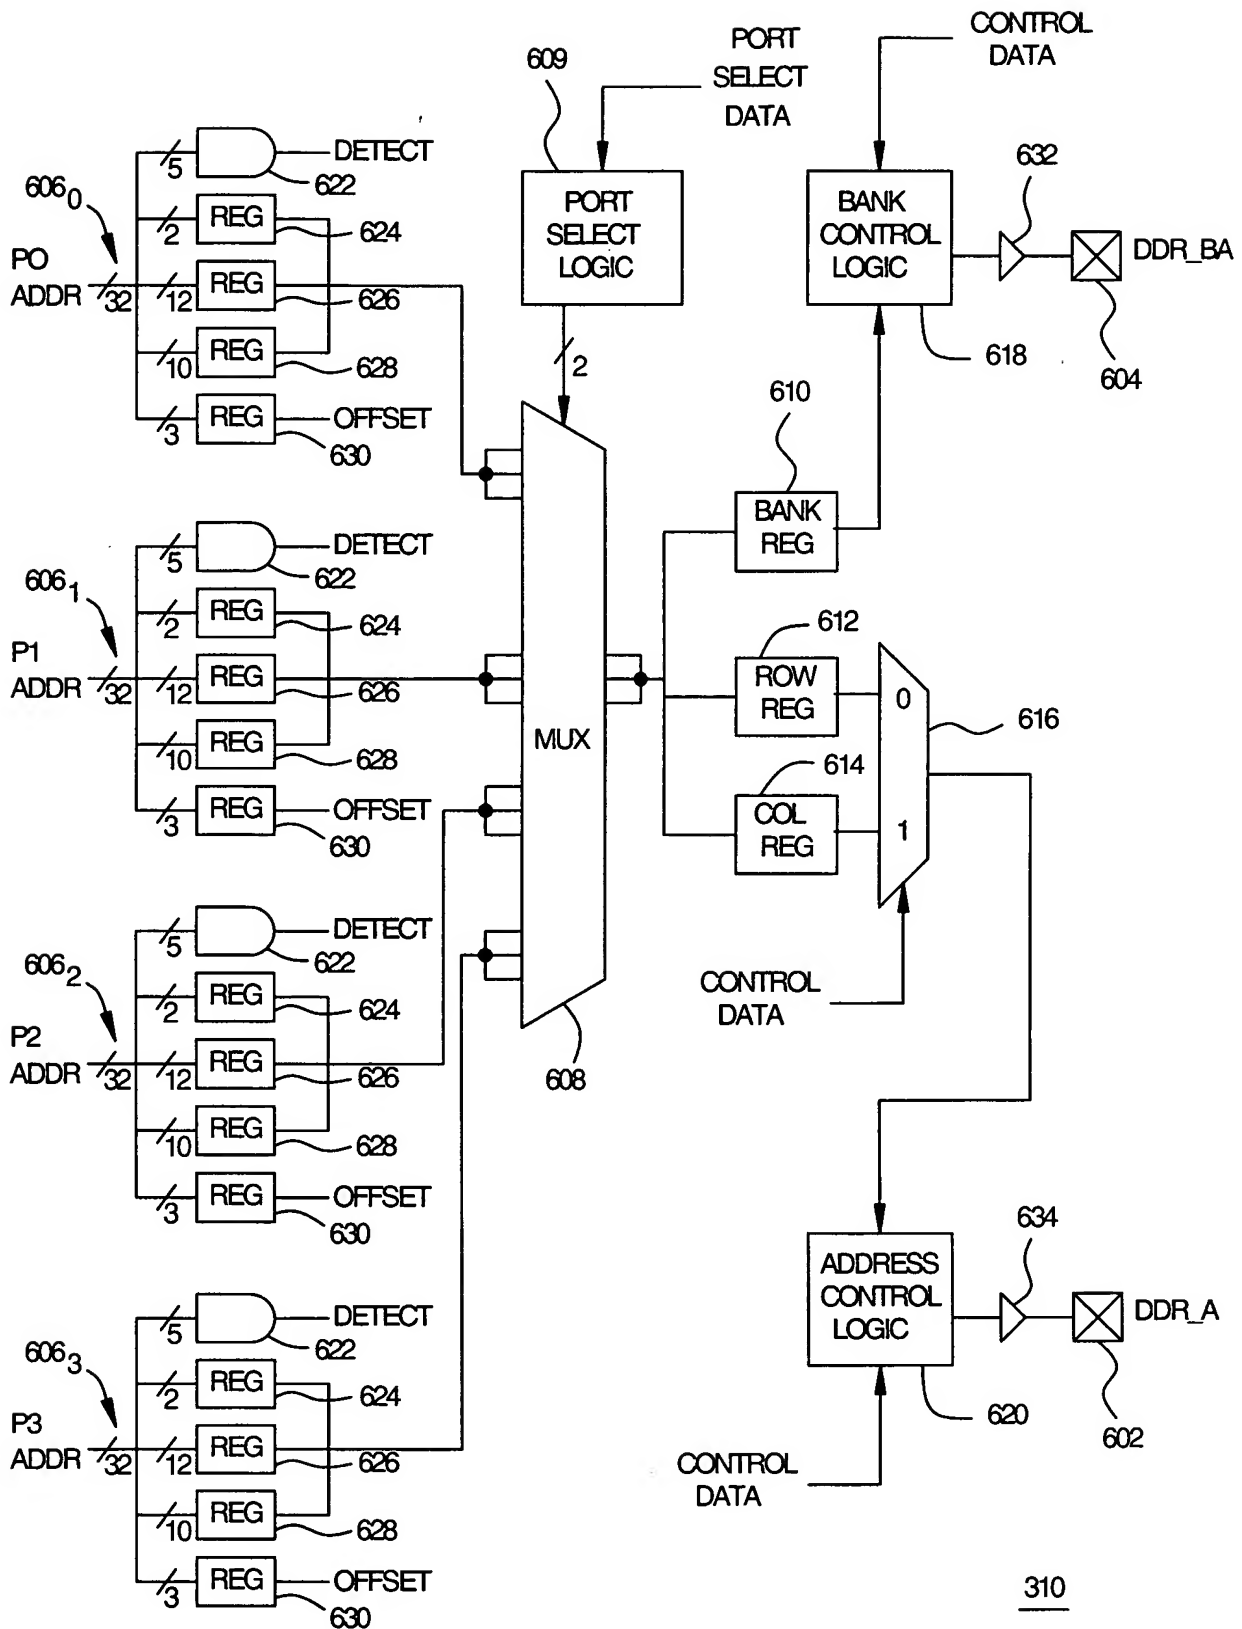 CONTROL
DATA
PORT
SELECT
DATA
609
PORT
SELECT
LOGIC
2
BANK
CONTROL
LOGIC
632
DDR_BA
618
604
5
DETECT
622
606 0
2
REG
624
P0
ADDR
32
12
REG
626
10
REG
628
3
REG
OFFSET
630
5
DETECT
622
606 1
2
REG
624
P1
ADDR
32
12
REG
626
10
REG
628
3
REG
OFFSET
630
5
DETECT
622
606 2
2
REG
624
P2
ADDR
32
12
REG
626
10
REG
628
3
REG
OFFSET
630
5
DETECT
622
606 3
2
REG
624
P3
ADDR
32
12
REG
626
10
REG
628
3
REG
OFFSET
630
MUX
608
610
BANK
REG
612
ROW
REG
614
COL
REG
0
1
616
CONTROL
DATA
ADDRESS
CONTROL
LOGIC
634
DDR_A
620
602
CONTROL
DATA
310